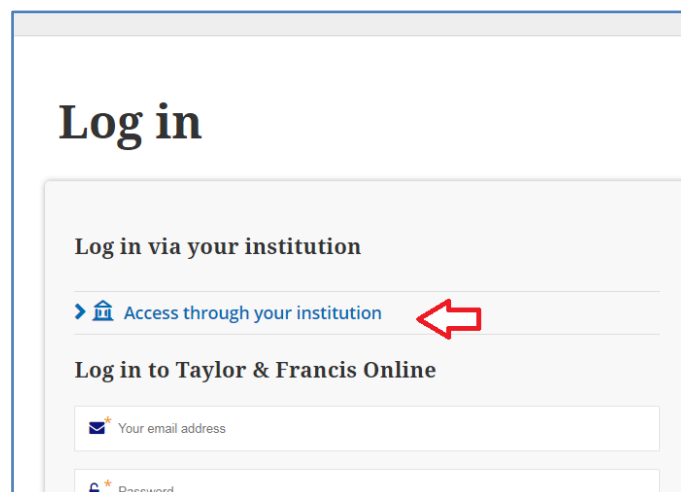 Log in
Log in via your institution
Access through your institution
Log in to Taylor & Francis Online
* Your email address
* Password